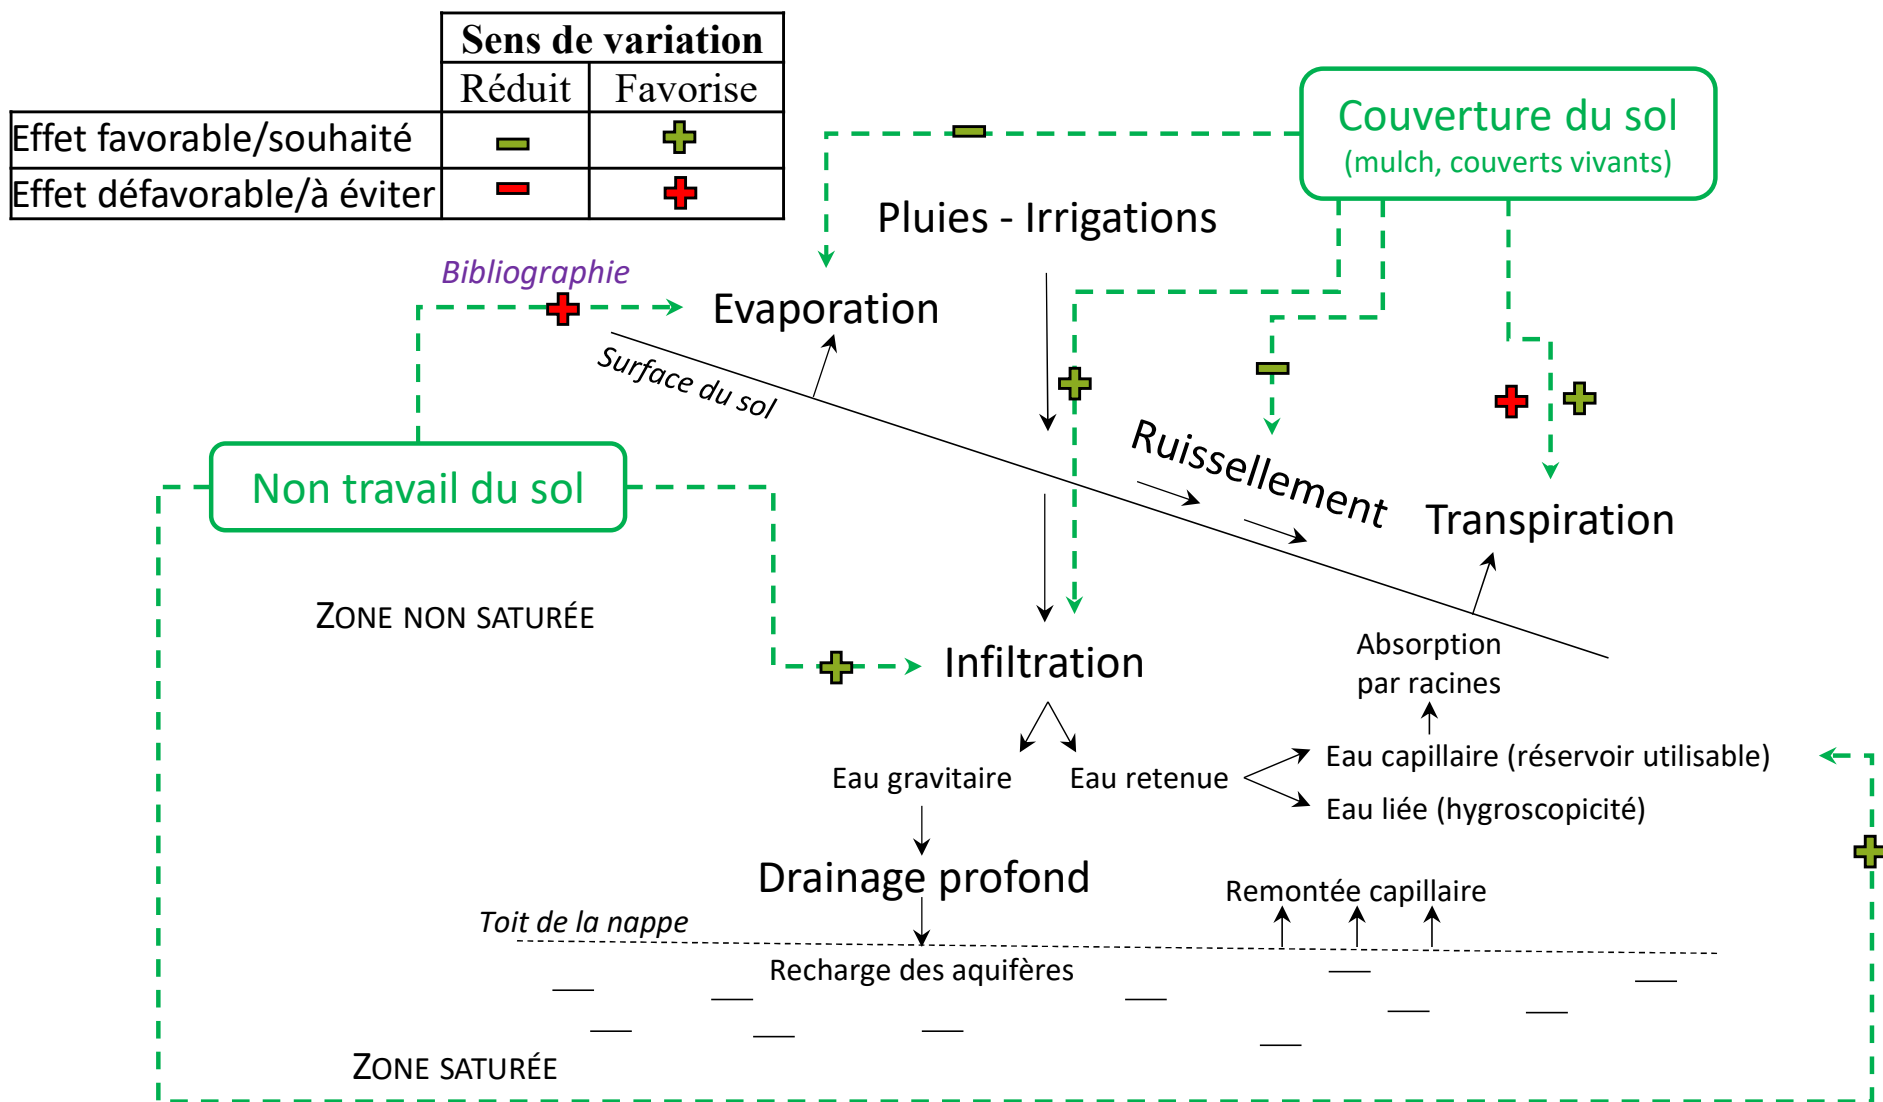 Sens de variation
Réduit Favorise
Effet favorable/souhaité
Effet défavorable/à éviter
Couverture du sol
(mulch, couverts vivants)
Pluies - Irrigations
Bibliographie
Evaporation
Surface du sol
Ruissellement
Non travail du sol
Transpiration
ZONE NON SATURÉE
Infiltration
Absorption
par racines
Eau gravitaire
Eau retenue
Eau capillaire (réservoir utilisable)
Eau liée (hygroscopicité)
Drainage profond
Remontée capillaire
Toit de la nappe
Recharge des aquifères
ZONE SATURÉE